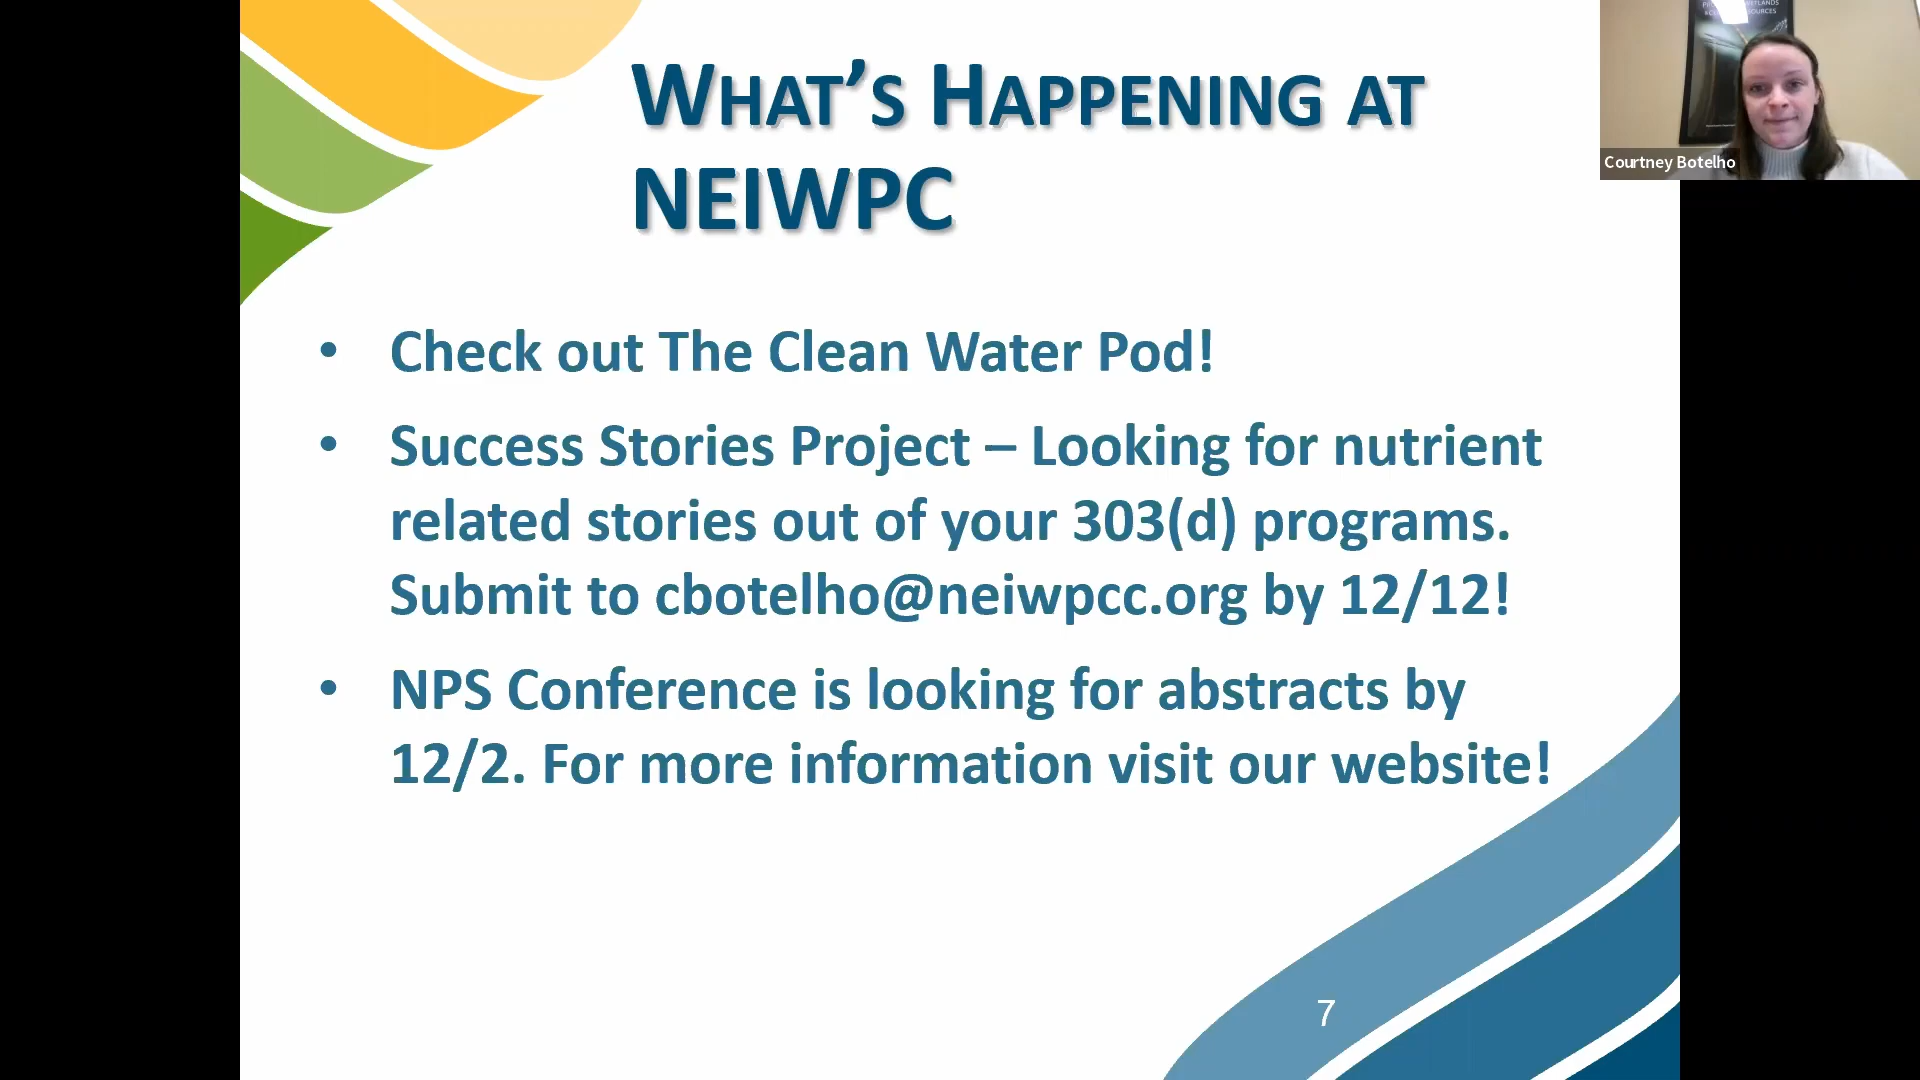 WHAT'S HAPPENING AT
NEIWPC
• Check out The Clean Water Pod!
• Success Stories Project – Looking for nutrient
related stories out of your 303(d) programs.
Submit to cbotelho@neiwpcc.org by 12/12!
• NPS Conference is looking for abstracts by
12/2. For more information visit our website!
7
Courtney Botelho